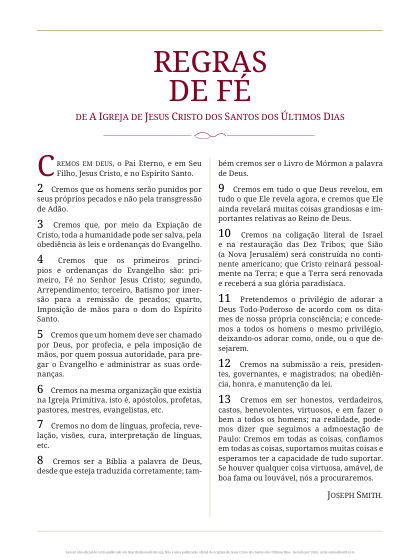 REGRAS
DE FÉ
DE A IGREJA DE JESUS CRISTO DOS SANTOS DOS ÚLTIMOS DIAS
CREMOS EM DEUS, o Pai Eterno, e em Seu
Filho, Jesus Cristo, e no Espírito Santo.
2 Cremos que os homens serão punidos por
seus próprios pecados e não pela transgressão
de Adão.
3 Cremos que, por meio da Expiação de
Cristo, toda a humanidade pode ser salva, pela
obediência às leis e ordenanças do Evangelho.
4 Cremos que os primeiros princí-
pios e ordenanças do Evangelho são: pri-
meiro, Fé no Senhor Jesus Cristo; segundo,
Arrependimento; terceiro, Batismo por imer-
são para a remissão de pecados; quarto,
Imposição de mãos para o dom do Espírito
Santo.
5 Cremos que um homem deve ser chamado
por Deus, por profecia, e pela imposição de
mãos, por quem possua autoridade, para pre-
gar o Evangelho e administrar as suas orde-
nanças.
6 Cremos na mesma organização que existia
na Igreja Primitiva, isto é, apóstolos, profetas,
pastores, mestres, evangelistas, etc.
7 Cremos no dom de línguas, profecia, reve-
lação, visões, cura, interpretação de línguas,
etc.
8 Cremos ser a Bíblia a palavra de Deus,
desde que esteja traduzida corretamente; tam-
bém cremos ser o Livro de Mórmon a palavra
de Deus.
9 Cremos em tudo o que Deus revelou, em
tudo o que Ele revela agora, e cremos que Ele
ainda revelará muitas coisas grandiosas e im-
portantes relativas ao Reino de Deus.
10 Cremos na coligação literal de Israel
e na restauração das Dez Tribos; que Sião
(a Nova Jerusalém) será construída no conti-
nente americano; que Cristo reinará pessoal-
mente na Terra; e que a Terra será renovada
e receberá a sua glória paradisíaca.
11 Pretendemos o privilégio de adorar a
Deus Todo-Poderoso de acordo com os dita-
mes de nossa própria consciência; e concede-
mos a todos os homens o mesmo privilégio,
deixando-os adorar como, onde, ou o que de-
sejarem.
12 Cremos na submissão a reis, presiden-
tes, governantes, e magistrados; na obediên-
cia, honra, e manutenção da lei.
13 Cremos em ser honestos, verdadeiros,
castos, benevolentes, virtuosos, e em fazer o
bem a todos os homens; na realidade, pode-
mos dizer que seguimos a admoestação de
Paulo: Cremos em todas as coisas, confiamos
em todas as coisas, suportamos muitas coisas e
esperamos ter a capacidade de tudo suportar.
Se houver qualquer coisa virtuosa, amável, de
boa fama ou louvável, nós a procuraremos.
JOSEPH SMITH.